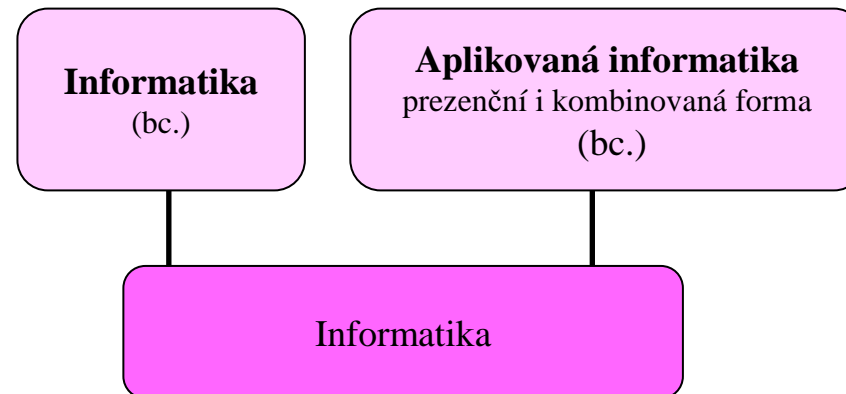 Informatika
(bc.)
Aplikovaná informatika
prezenční i kombinovaná forma
(bc.)
Informatika